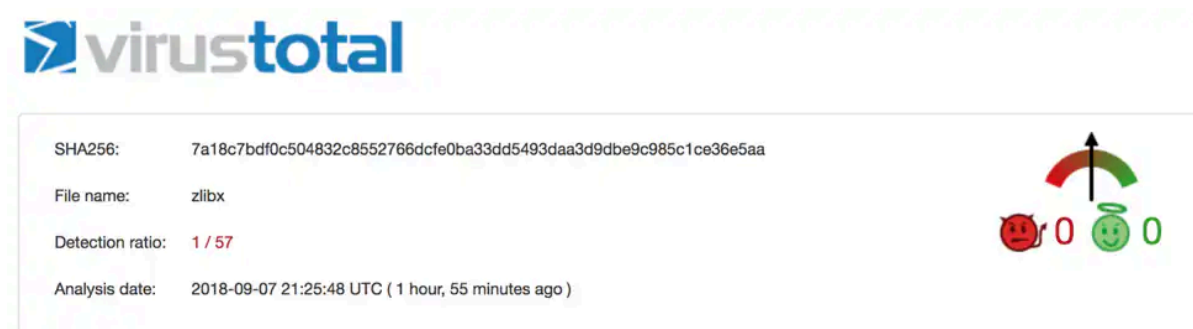 virustotal
SHA256: 7a18c7bdf0c504832c8552766dcfe0ba33dd5493daa3d9dbe9c985c1ce36e5aa
File name: zlibx
Detection ratio: 1 / 57
0 0
Analysis date: 2018-09-07 21:25:48 UTC ( 1 hour, 55 minutes ago )